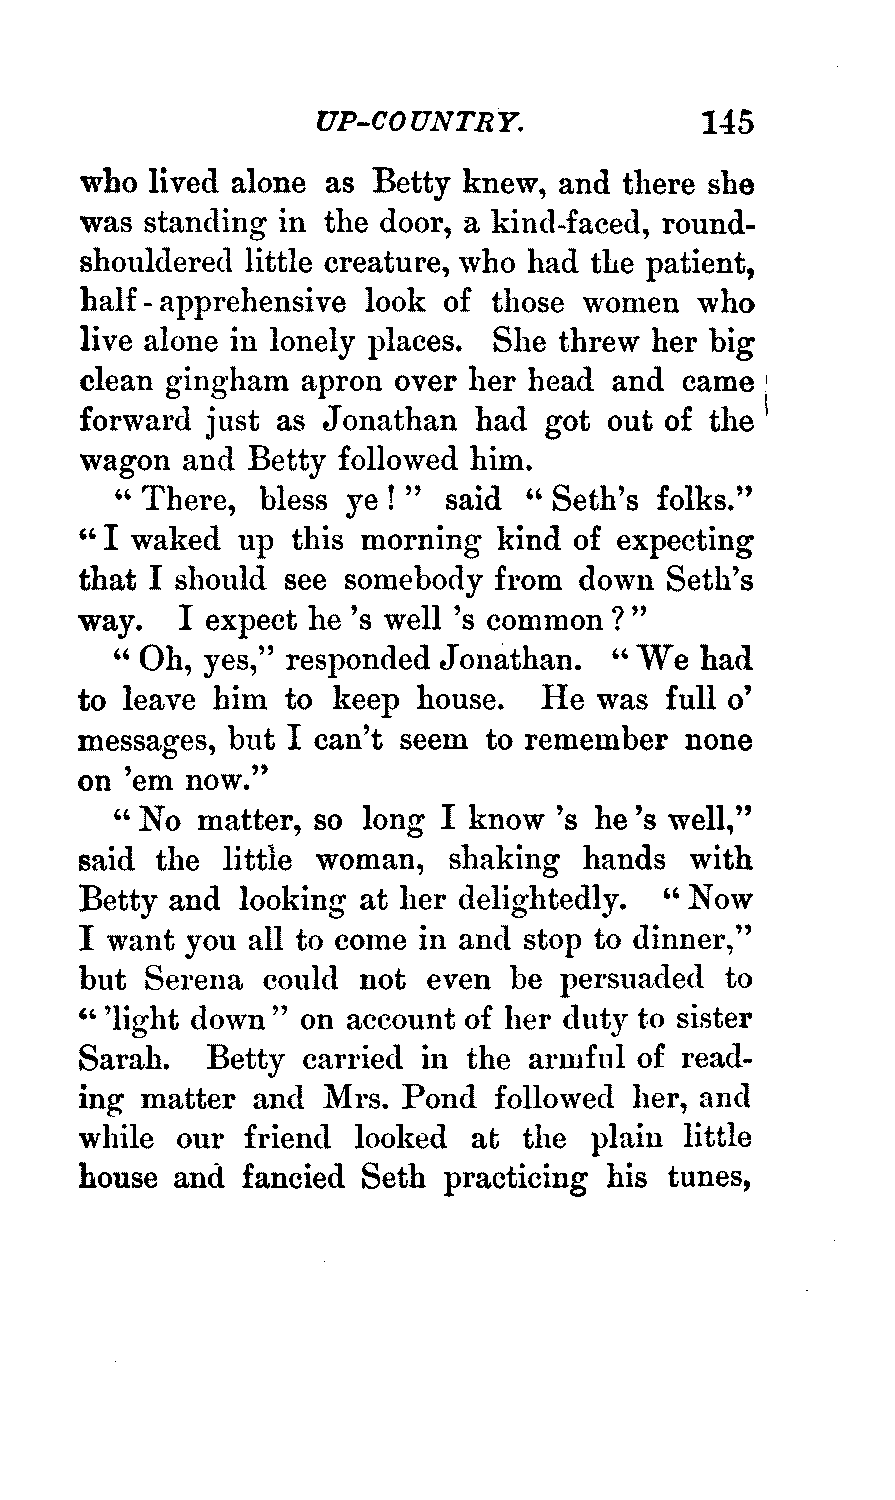 UP-COUNTRY. 145
who lived alone as Betty knew, and there she
was standing in the door, a kind-faced, round-
shouldered little creature, who had the patient,
half-apprehensive look of those women who
live alone in lonely places. She threw her big
clean gingham apron over her head and came
forward just as Jonathan had got out of the
wagon and Betty followed him.
“There, bless ye!” said “Seth's folks.”
“I waked up this morning kind of expecting
that I should see somebody from down Seth's
way. I expect he 's well 's common?”
“Oh, yes,” responded Jonathan. “We had
to leave him to keep house. He was full o'
messages, but I can't seem to remember none
on 'em now.”
“No matter, so long I know 's he 's well,”
said the little woman, shaking hands with
Betty and looking at her delightedly. “Now
I want you all to come in and stop to dinner,”
but Serena could not even be persuaded to
“'light down” on account of her duty to sister
Sarah. Betty carried in the armful of read-
ing matter and Mrs. Pond followed her, and
while our friend looked at the plain little
house and fancied Seth practicing his tunes,